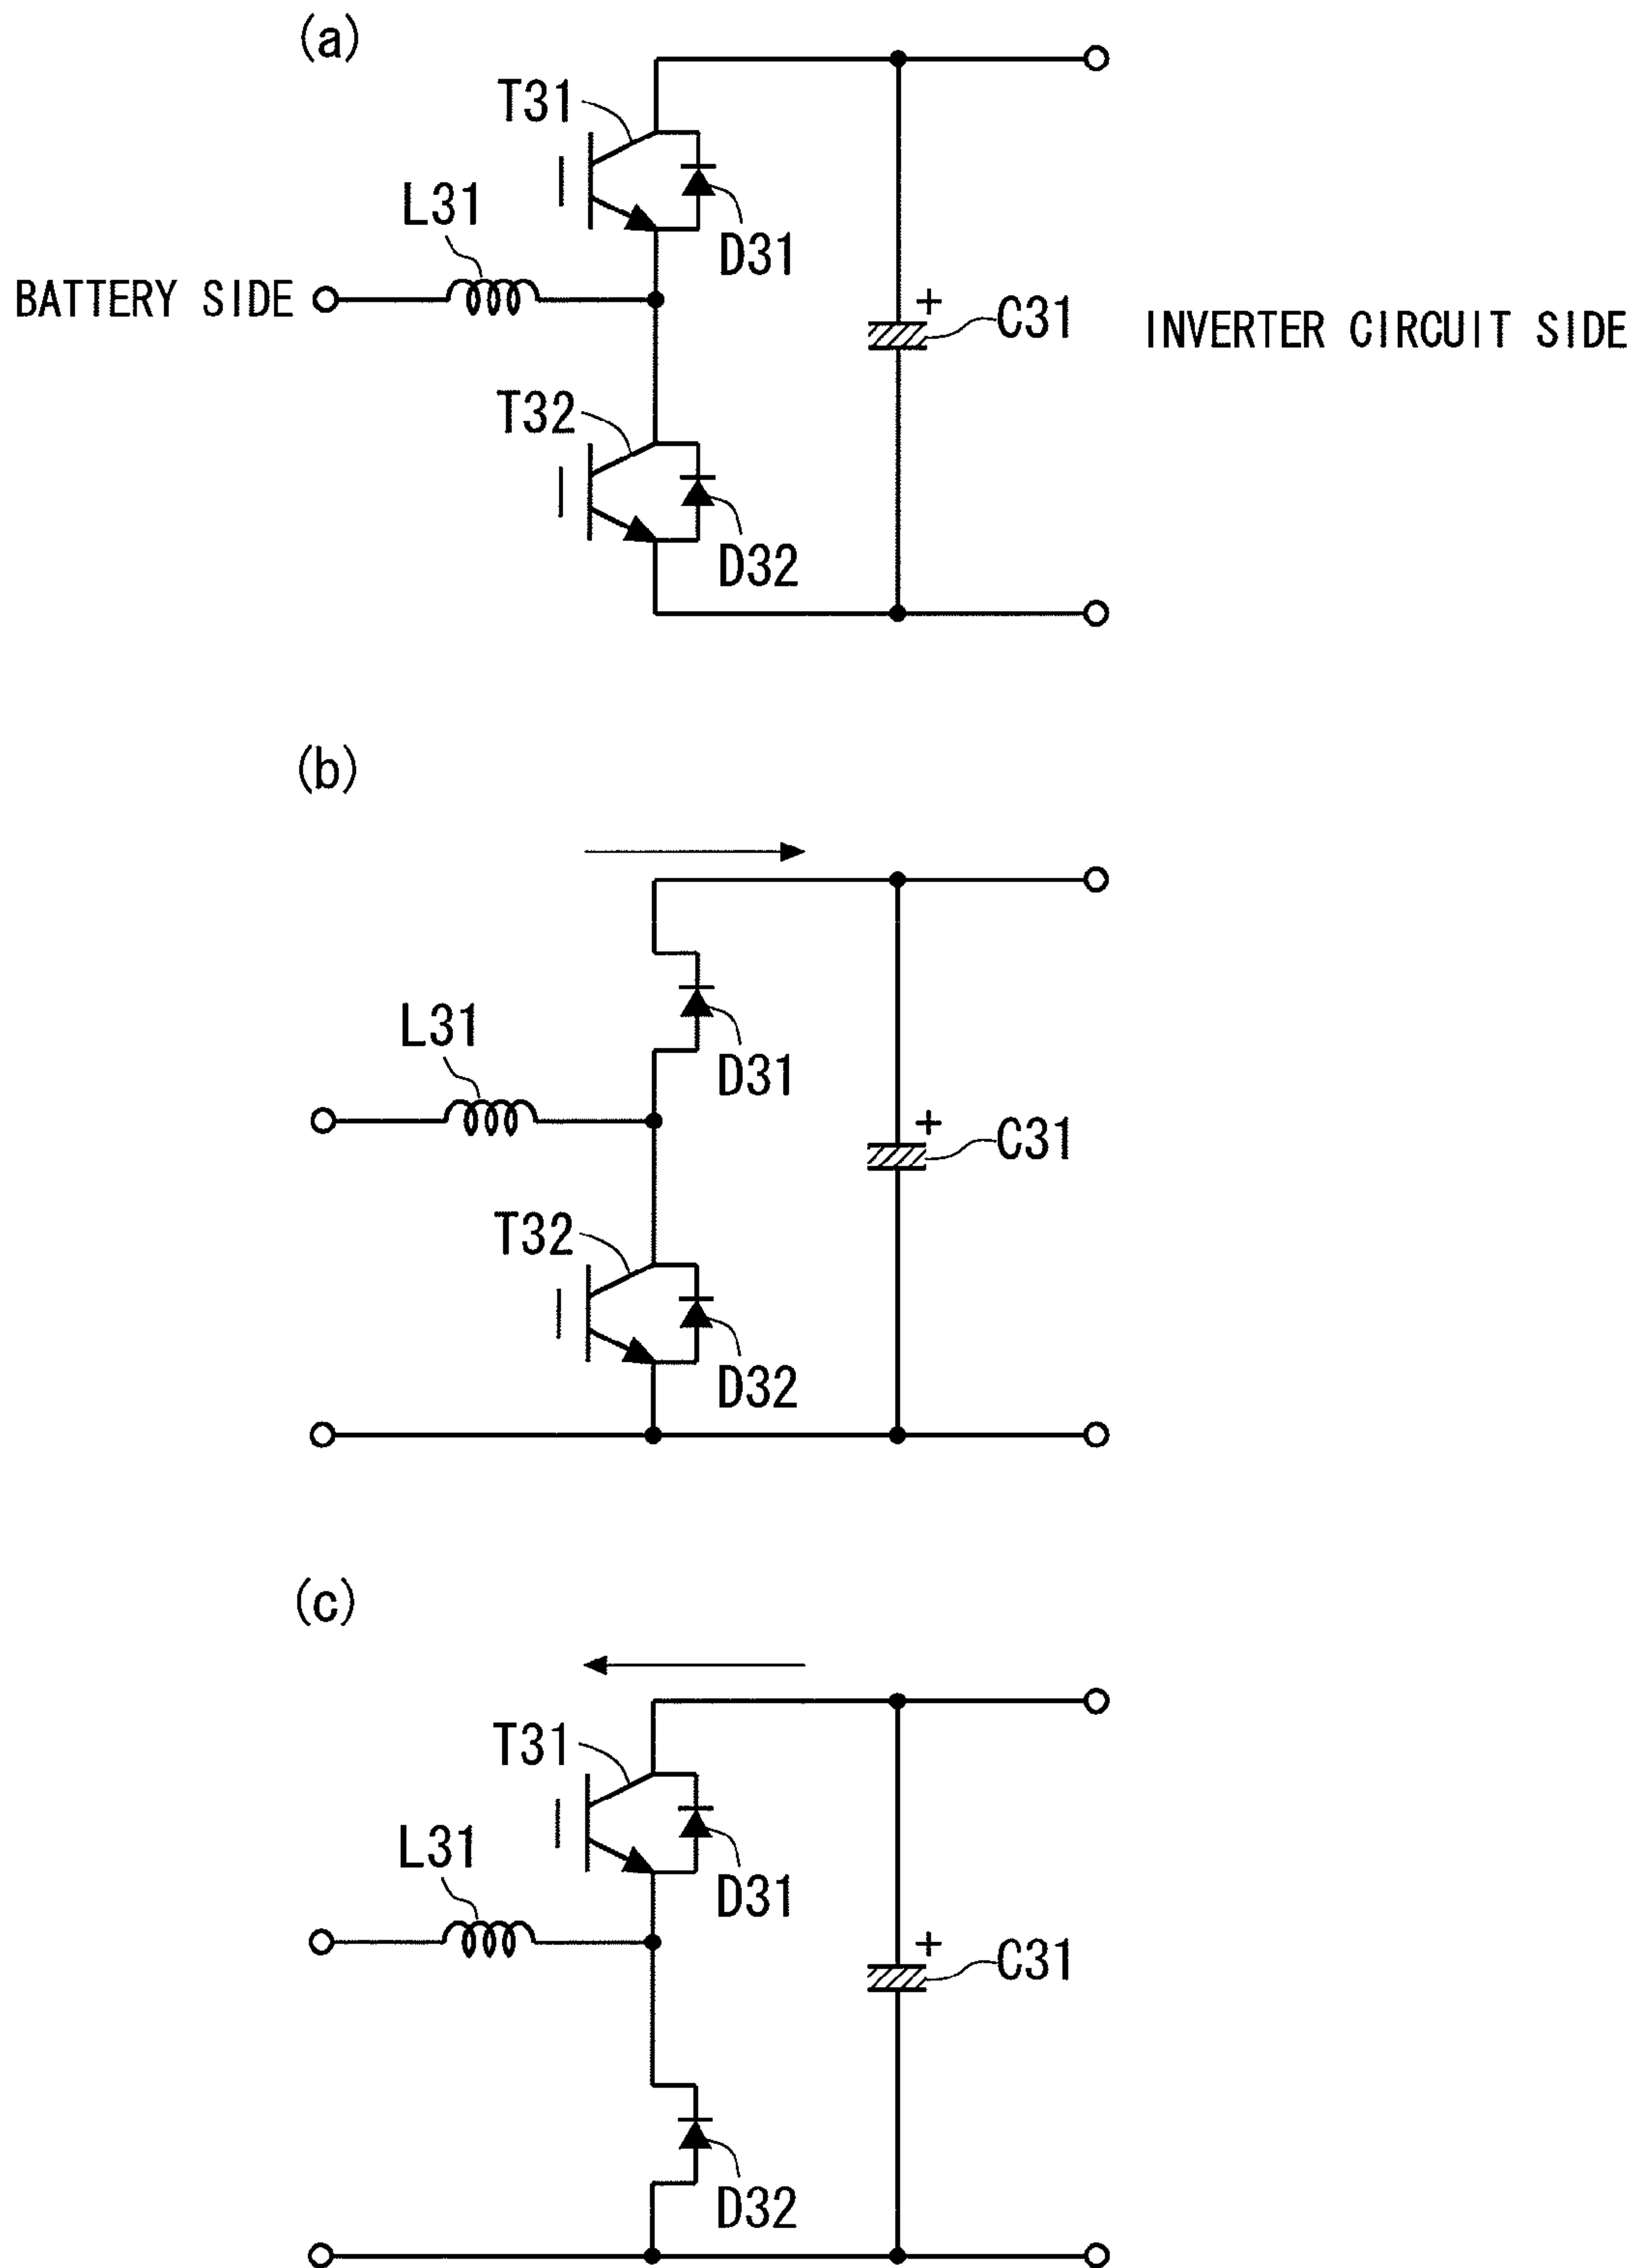 (a)
T31
L31
D31
BATTERY SIDE
+
C31
INVERTER CIRCUIT SIDE
T32
D32
(b)
L31
D31
+
C31
T32
D32
(c)
T31
L31
D31
+
C31
D32